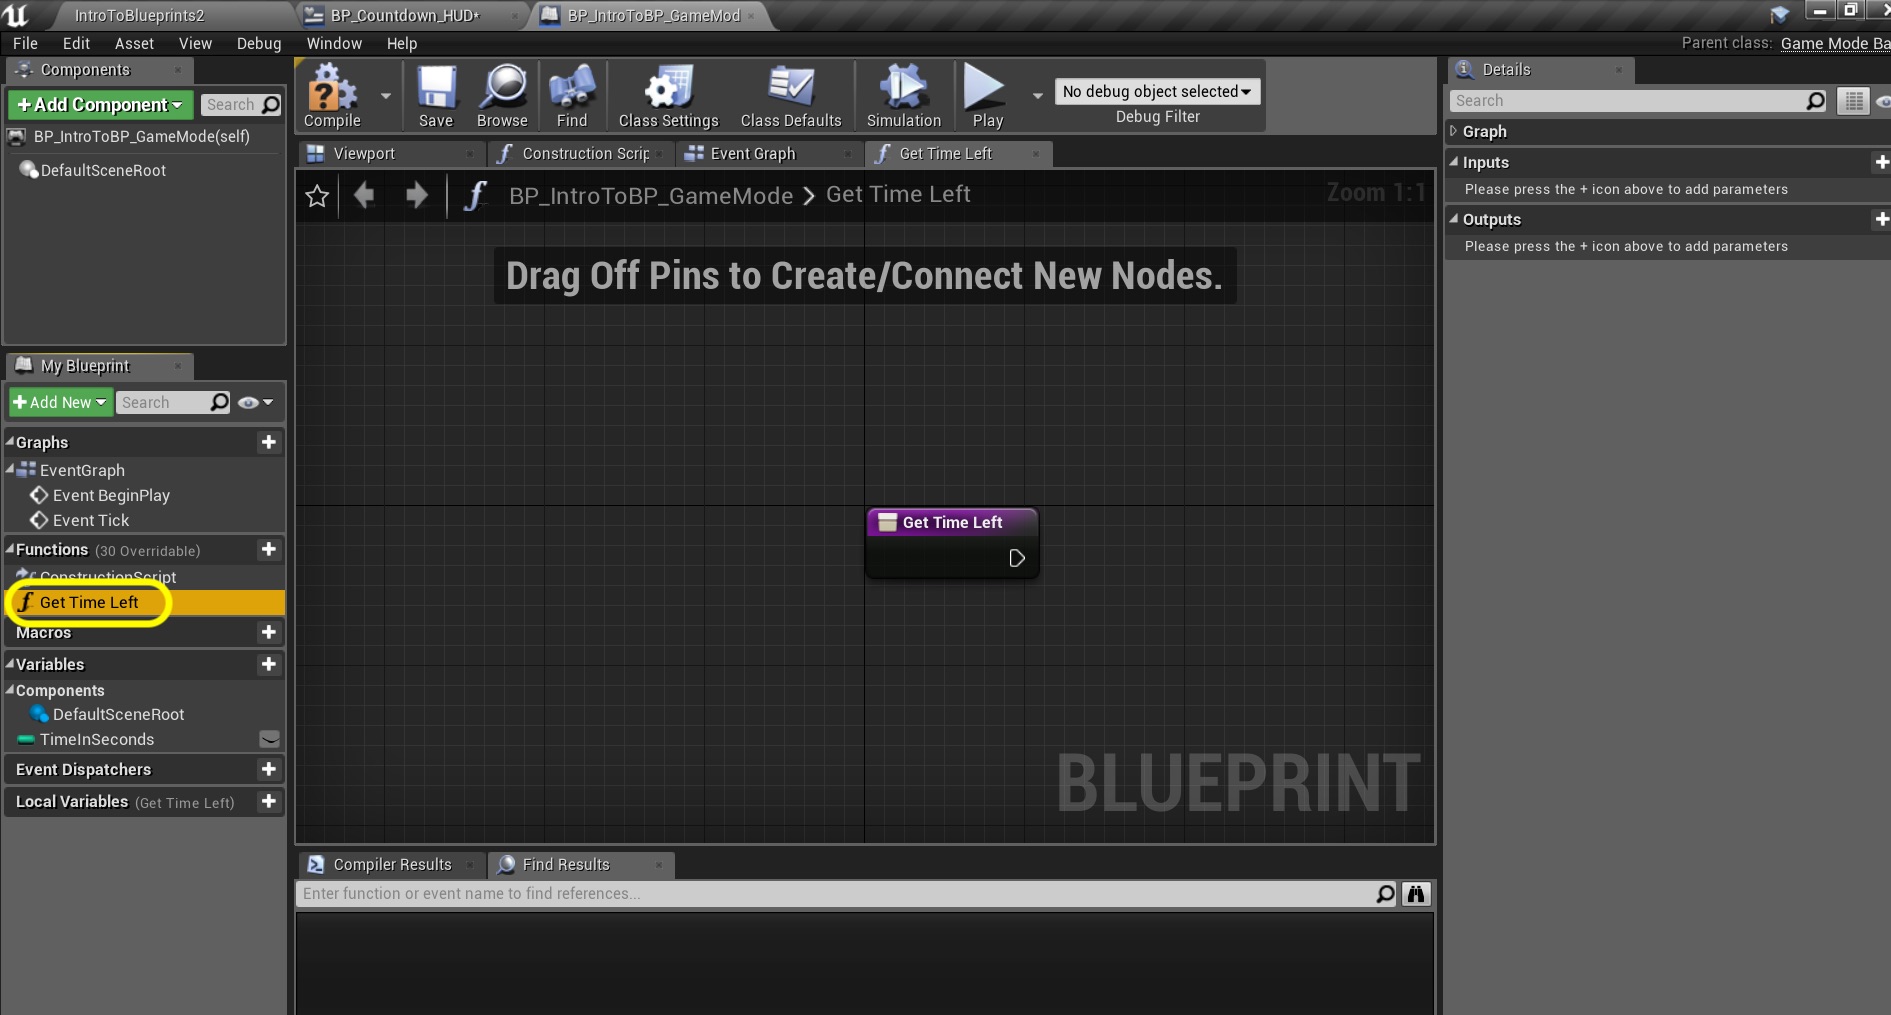 IntroToBlueprints2
BP_Countdown_HUD*
BP_IntroToBP_GameMod
File Edit Asset View Debug Window Help
Parent class: Game Mode Ba
Components
+Add Component
Search
BP_IntroToBP_GameMode(self)
DefaultSceneRoot
My Blueprint
+Add New
Search
Graphs
EventGraph
Event BeginPlay
Event Tick
Functions (30 Overridable)
ConstructionScript
Get Time Left
Macros
Variables
Components
DefaultSceneRoot
TimeInSeconds
Event Dispatchers
Local Variables (Get Time Left)
Compile
Save
Browse
Find
Class Settings
Class Defaults
Simulation
Play
No debug object selected
Debug Filter
Viewport
Construction Scrip
Event Graph
Get Time Left
BP_IntroToBP_GameMode > Get Time Left
Zoom 1:1
Drag Off Pins to Create/Connect New Nodes.
Get Time Left
BLUEPRINT
Compiler Results
Find Results
Enter function or event name to find references...
Details
Search
Graph
Inputs
Please press the + icon above to add parameters
Outputs
Please press the + icon above to add parameters